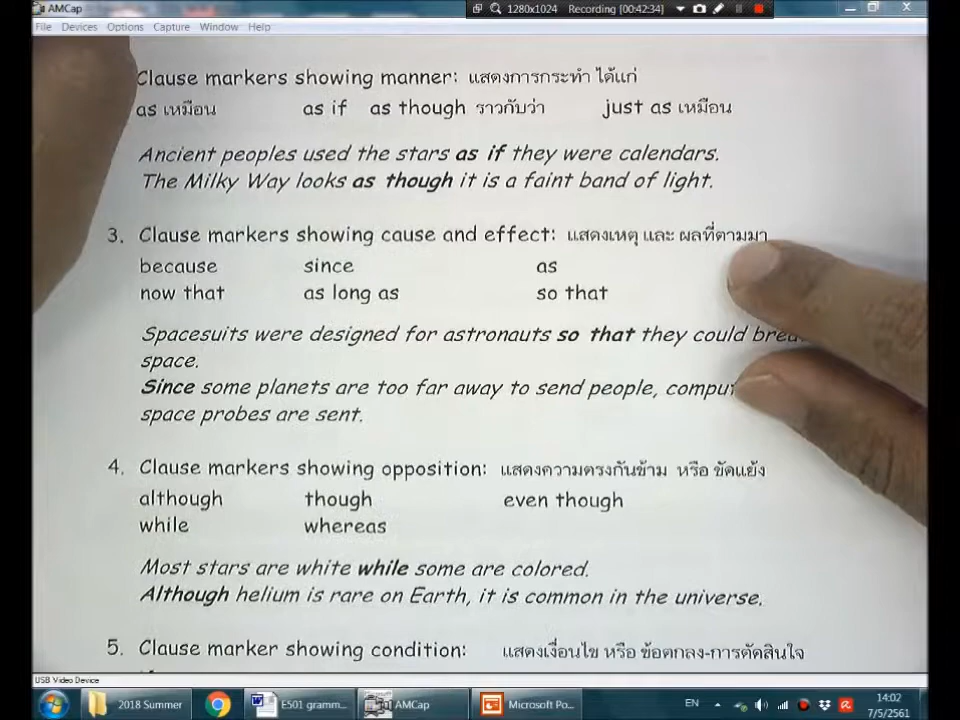 AMCap
1280x1024 Recording [00:42:34]
File Devices Options Capture Window Help
Clause markers showing manner: แสดงการกระทำ ได้แก่
as เหมือน as if as though ราวกับว่า just as เหมือน
Ancient peoples used the stars as if they were calendars.
The Milky Way looks as though it is a faint band of light.
3. Clause markers showing cause and effect: แสดงเหตุ และ ผลที่ตามมา
because since as
now that as long as so that
Spacesuits were designed for astronauts so that they could
space.
Since some planets are too far away to send people,
space probes are sent.
4. Clause markers showing opposition: แสดงความตรงกันข้าม หรือ ขัดแย้ง
although though even though
while whereas
Most stars are white while some are colored.
Although helium is rare on Earth, it is common in the universe.
5. Clause marker showing condition: แสดงเงื่อนไข หรือ ข้อตกลง-การตัดสินใจ
USB Video Device
2018 Summer E501 gramm... AMCap Microsoft Po... EN 14:02
7/5/2561